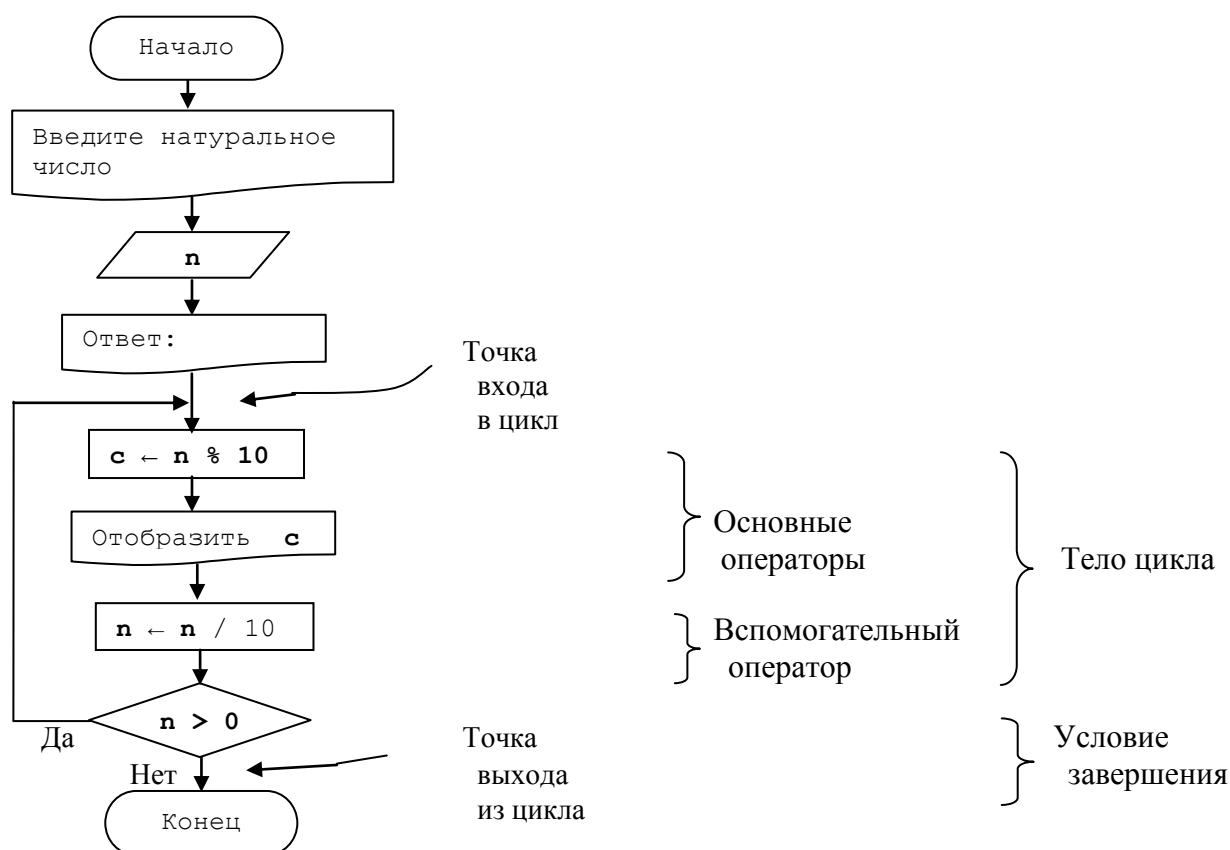 Начало
Введите натуральное
число
n
Ответ:
Точка
входа
в цикл
c ← n % 10
Отобразить c
Основные
операторы
Тело цикла
n ← n / 10
Вспомогательный
оператор
n > 0
Да
Нет
Точка
выхода
из цикла
Условие
завершения
Конец